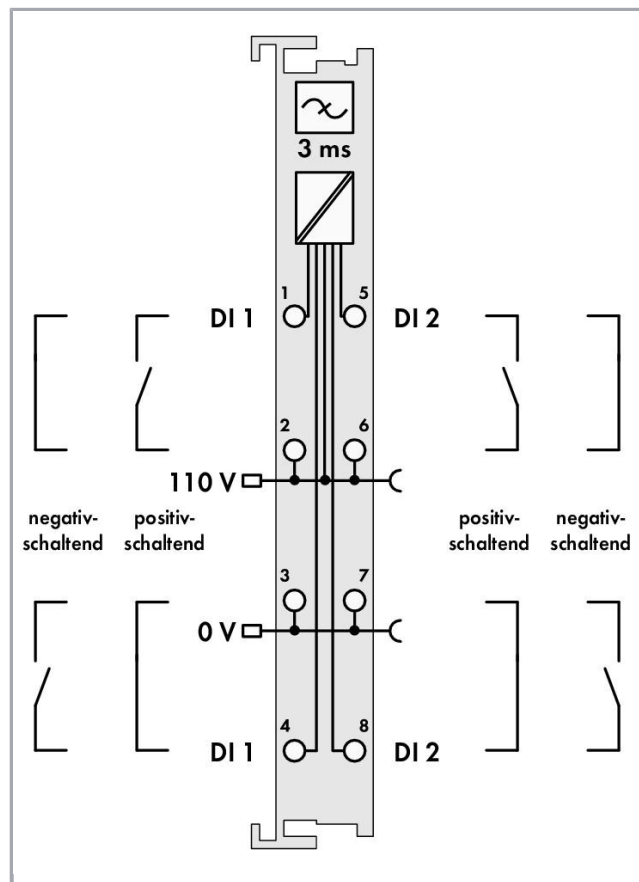 3 ms
1 5
DI 1 DI 2
2 6
110 V
negativ- positiv- positiv- negativ-
schaltend schaltend schaltend schaltend
3 7
0 V
4 8
DI 1 DI 2